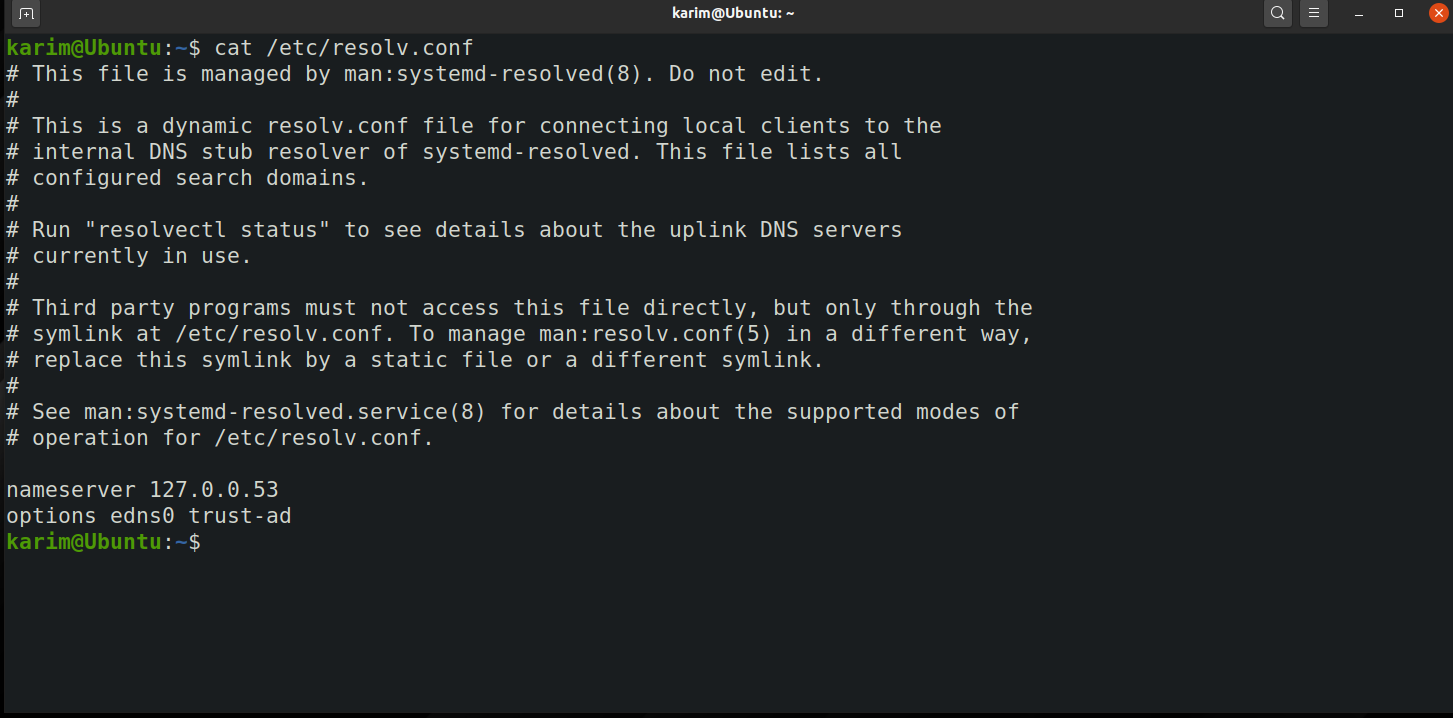 karim@Ubuntu: ~
karim@Ubuntu:~$ cat /etc/resolv.conf
# This file is managed by man:systemd-resolved(8). Do not edit.
#
# This is a dynamic resolv.conf file for connecting local clients to the
# internal DNS stub resolver of systemd-resolved. This file lists all
# configured search domains.
#
# Run "resolvectl status" to see details about the uplink DNS servers
# currently in use.
#
# Third party programs must not access this file directly, but only through the
# symlink at /etc/resolv.conf. To manage man:resolv.conf(5) in a different way,
# replace this symlink by a static file or a different symlink.
#
# See man:systemd-resolved.service(8) for details about the supported modes of
# operation for /etc/resolv.conf.

nameserver 127.0.0.53
options edns0 trust-ad
karim@Ubuntu:~$